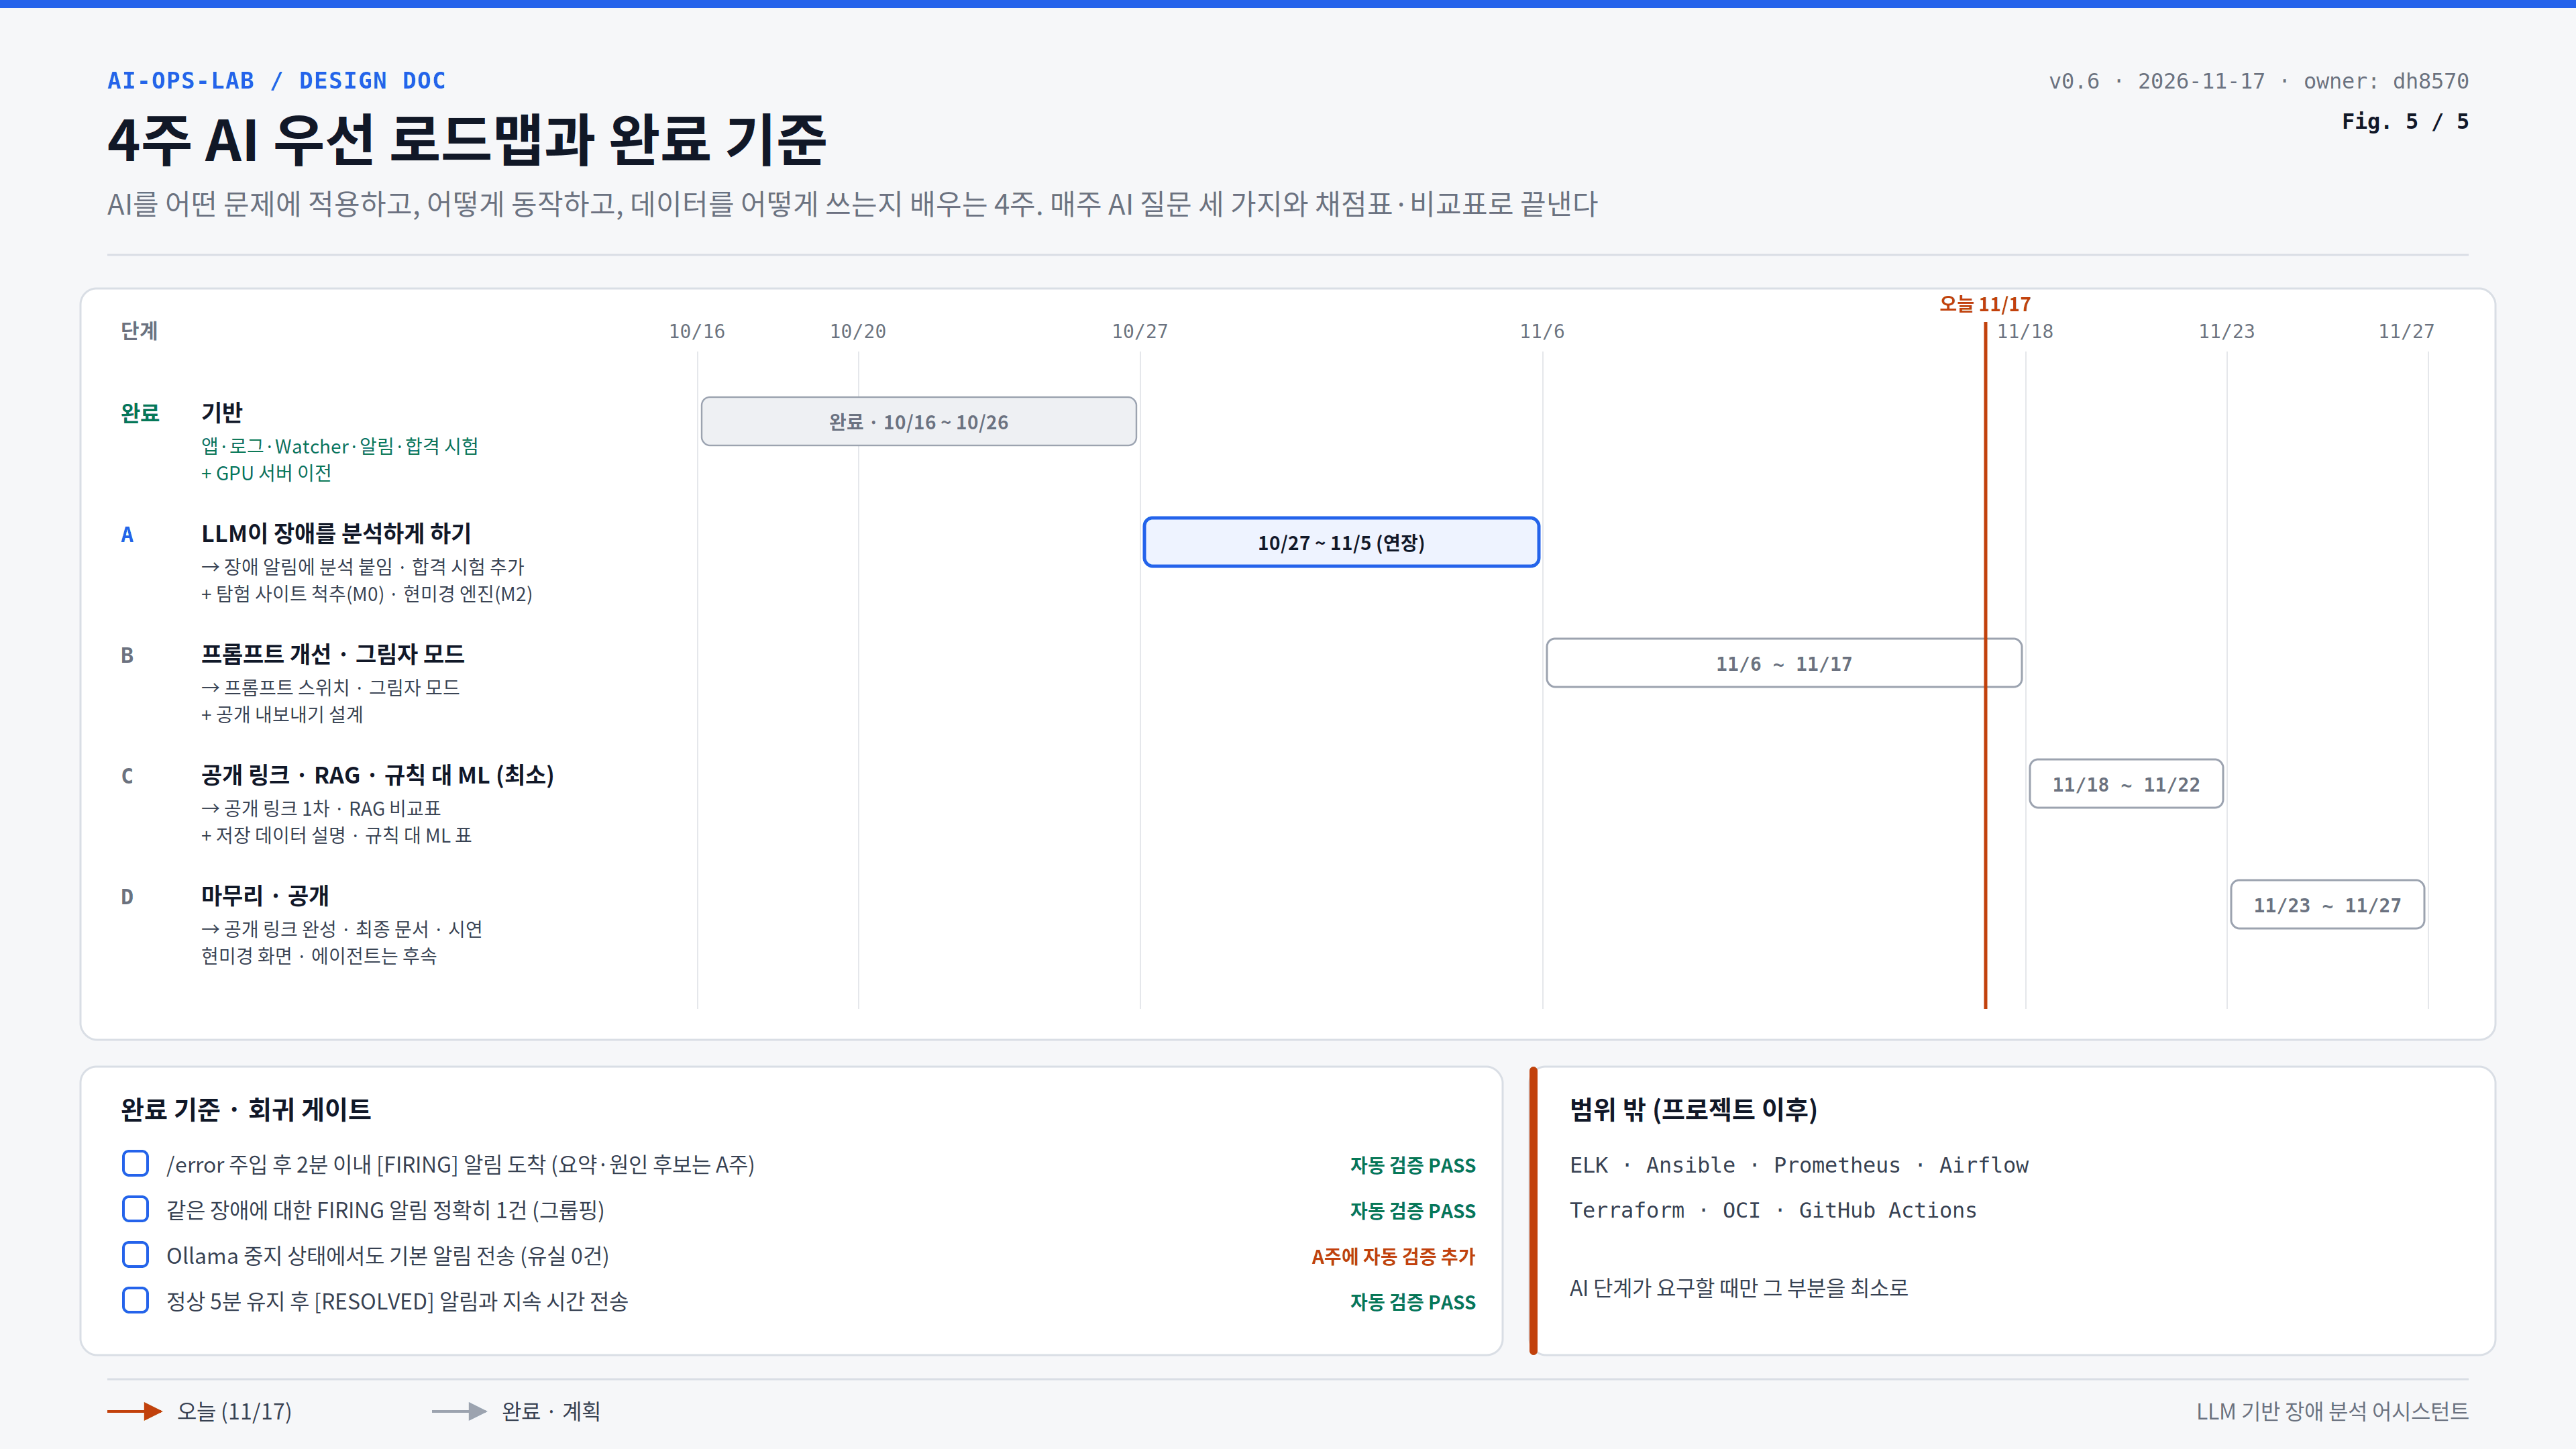 AI-OPS-LAB / DESIGN DOC
v0.6 · 2026-11-17 · owner: dh8570
4주 AI 우선 로드맵과 완료 기준
Fig. 5 / 5
AI를 어떤 문제에 적용하고, 어떻게 동작하고, 데이터를 어떻게 쓰는지 배우는 4주. 매주 AI 질문 세 가지와 채점표·비교표로 끝낸다
오늘 11/17
단계
10/16
10/20
10/27
11/6
11/18
11/23
11/27
완료
기반
앱·로그·Watcher·알림·합격 시험
+ GPU 서버 이전
완료 · 10/16 ~ 10/26
A
LLM이 장애를 분석하게 하기
→ 장애 알림에 분석 붙임 · 합격 시험 추가
+ 탐험 사이트 척추(M0) · 현미경 엔진(M2)
10/27 ~ 11/5 (연장)
B
프롬프트 개선 · 그림자 모드
→ 프롬프트 스위치 · 그림자 모드
+ 공개 내보내기 설계
11/6 ~ 11/17
C
공개 링크 · RAG · 규칙 대 ML (최소)
→ 공개 링크 1차 · RAG 비교표
+ 저장 데이터 설명 · 규칙 대 ML 표
11/18 ~ 11/22
D
마무리 · 공개
→ 공개 링크 완성 · 최종 문서 · 시연
현미경 화면 · 에이전트는 후속
11/23 ~ 11/27
완료 기준 · 회귀 게이트
/error 주입 후 2분 이내 [FIRING] 알림 도착 (요약·원인 후보는 A주)
자동 검증 PASS
같은 장애에 대한 FIRING 알림 정확히 1건 (그룹핑)
자동 검증 PASS
Ollama 중지 상태에서도 기본 알림 전송 (유실 0건)
A주에 자동 검증 추가
정상 5분 유지 후 [RESOLVED] 알림과 지속 시간 전송
자동 검증 PASS
범위 밖 (프로젝트 이후)
ELK · Ansible · Prometheus · Airflow
Terraform · OCI · GitHub Actions
AI 단계가 요구할 때만 그 부분을 최소로
오늘 (11/17)
완료 · 계획
LLM 기반 장애 분석 어시스턴트